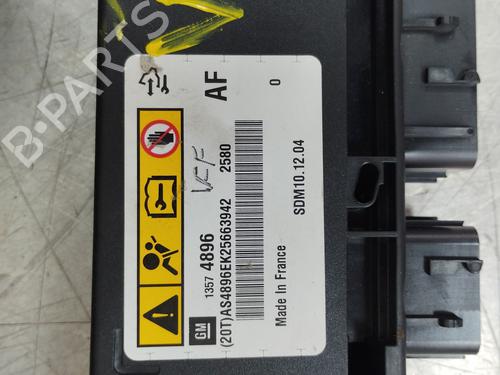 AF
0
1357 4896
(20T)AS4896EK25663942 2580
SDM10.12.04
Made In France
GM
B-PARTS